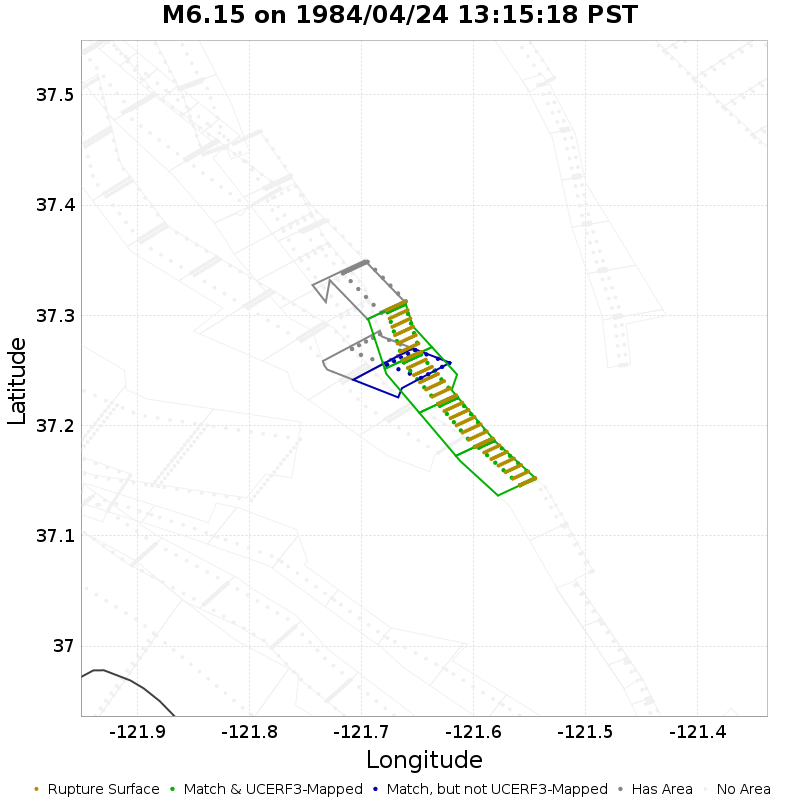 M6.15 on 1984/04/24 13:15:18 PST
37.5
37.4
37.3
37.2
37.1
37
Latitude
-121.9 -121.8 -121.7 -121.6 -121.5 -121.4
Longitude
Rupture Surface Match & UCERF3-Mapped Match, but not UCERF3-Mapped Has Area No Area